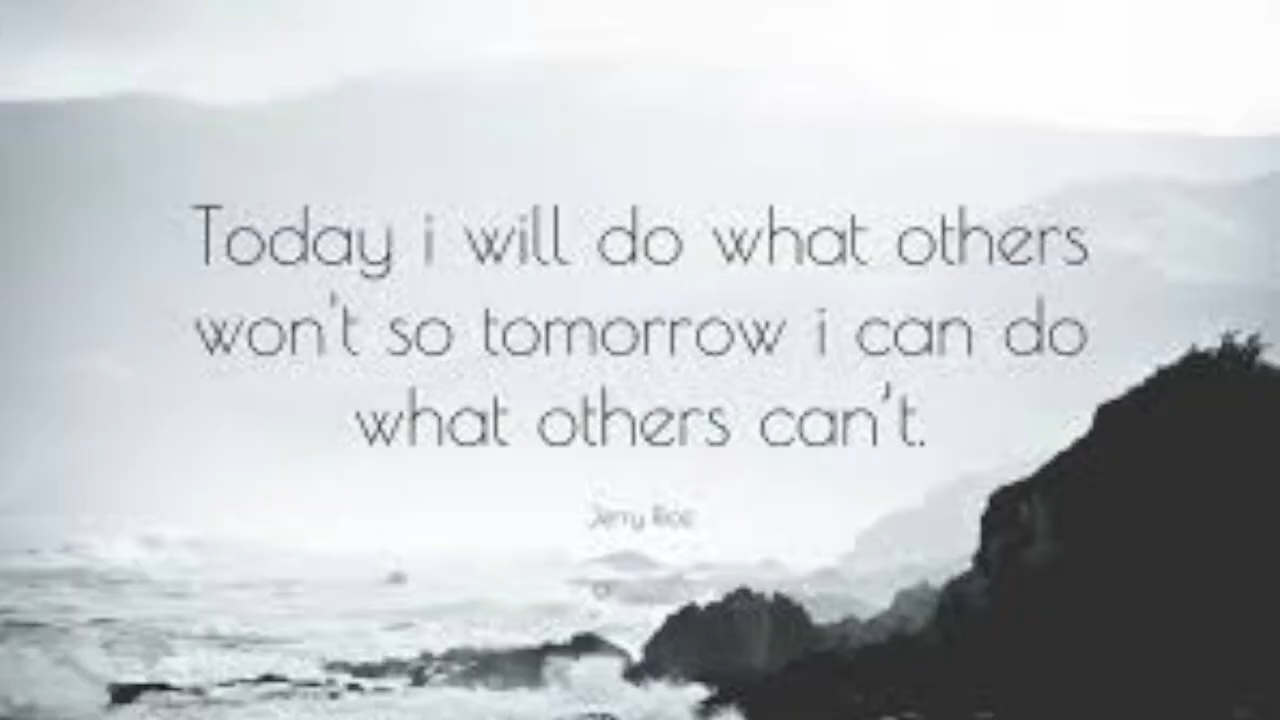 Today i will do what others
won't so tomorrow i can do
what others can't.
Jerry Rice